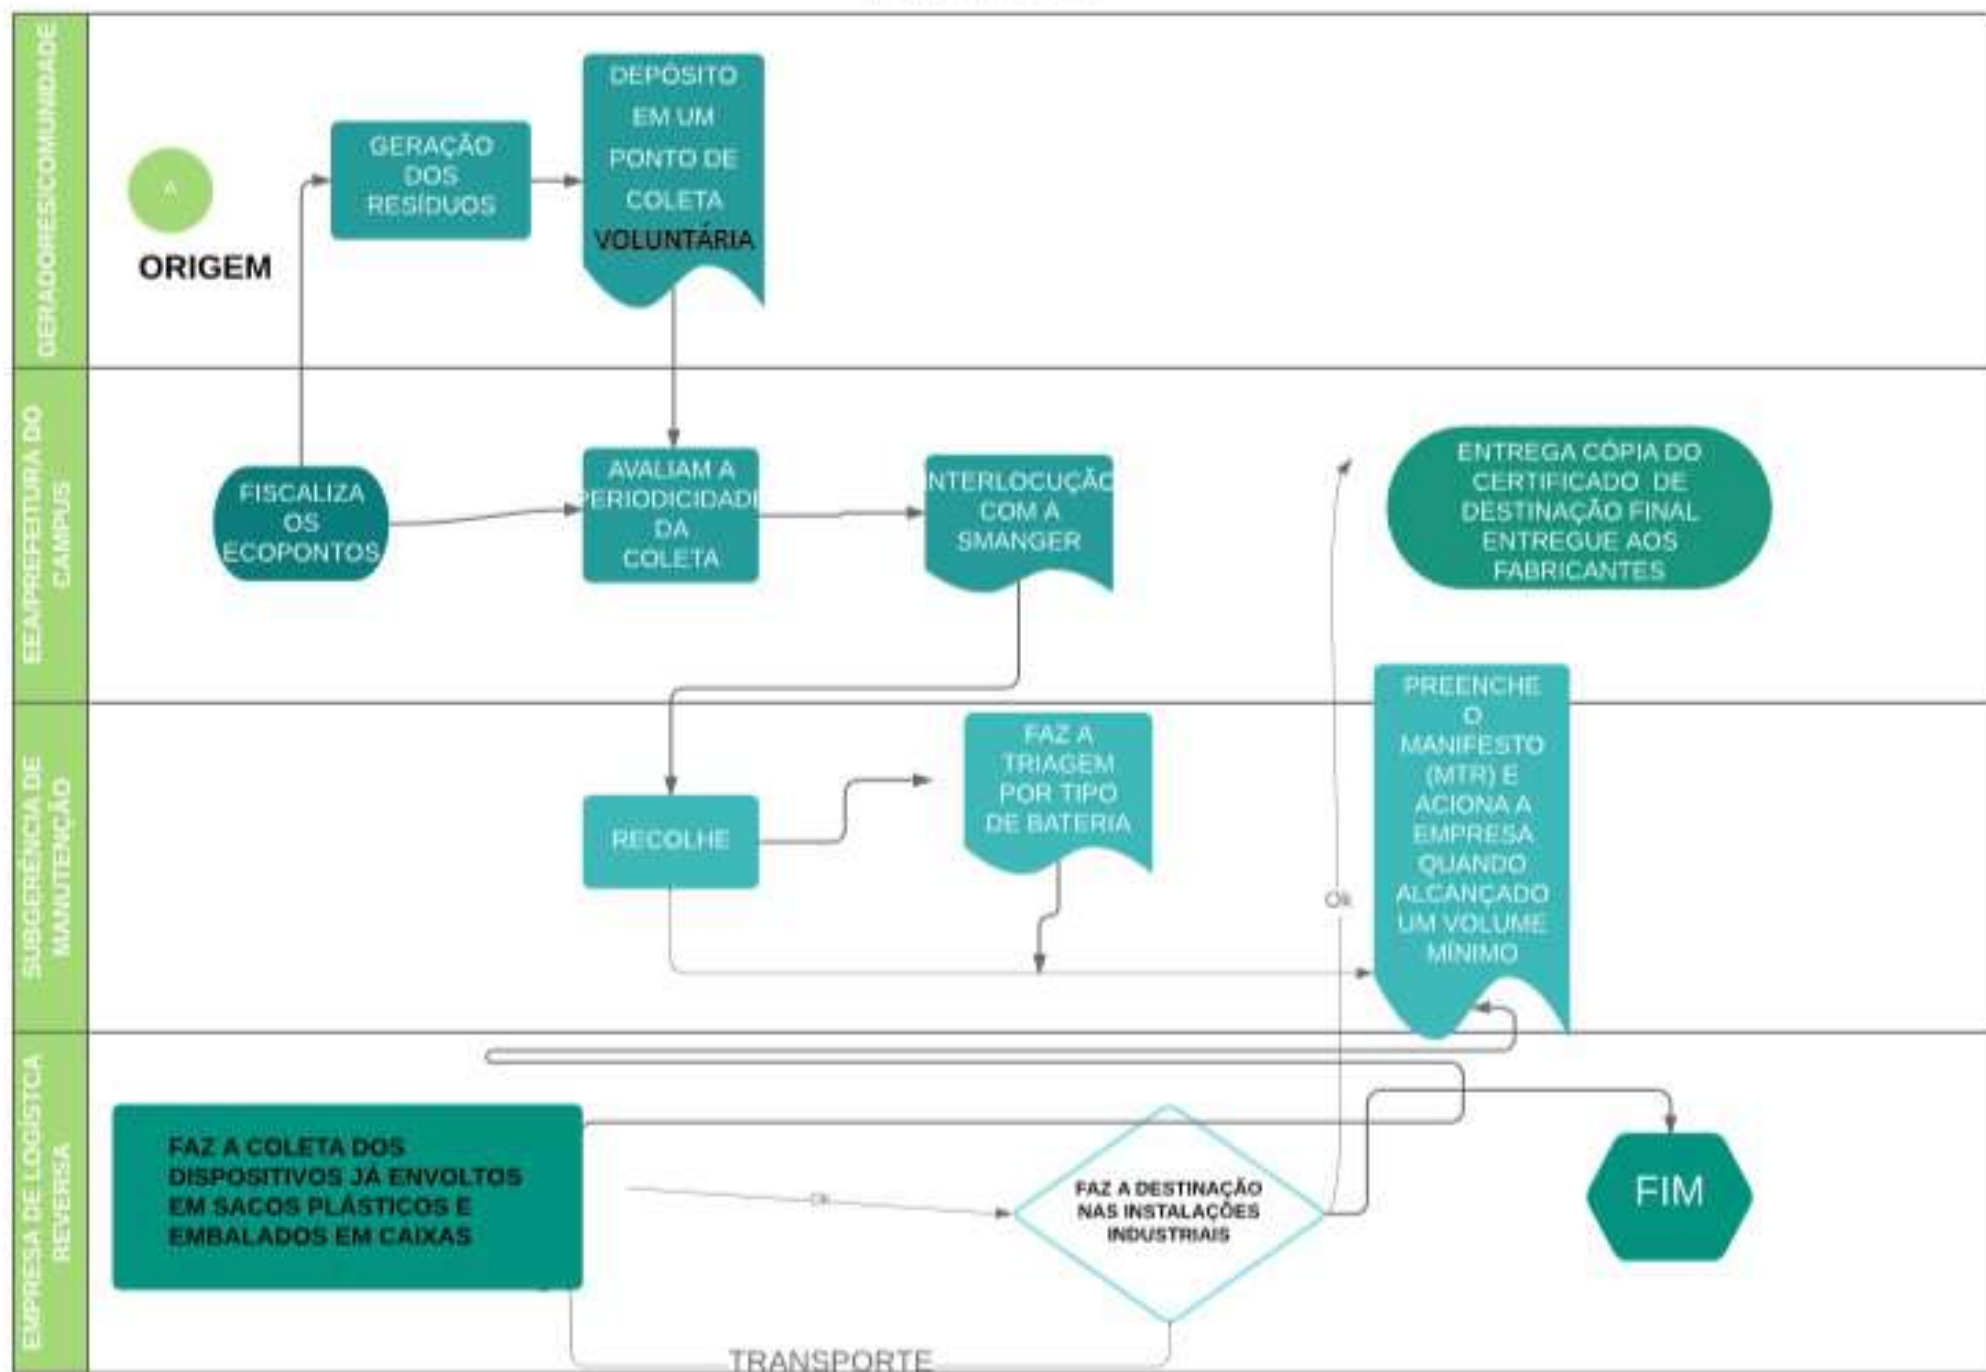 GERADORES/COMUNIDADE
A
ORIGEM
GERAÇÃO
DOS
RESÍDUOS
DEPÓSITO
EM UM
PONTO DE
COLETA
VOLUNTÁRIA
EEA/PREFEITURA DO
CAMPUS
FISCALIZA
OS
ECOPONTOS
AVALIAM A
PERIODICIDADE
DA
COLETA
INTERLOCUÇÃO
COM A
SMANGER
ENTREGA CÓPIA DO
CERTIFICADO DE
DESTINAÇÃO FINAL
ENTREGUE AOS
FABRICANTES
SUBGERÊNCIA DE
MANUTENÇÃO
RECOLHE
FAZ A
TRIAGEM
POR TIPO
DE BATERIA
Ok
PREENCHE
O
MANIFESTO
(MTR) E
ACIONA A
EMPRESA
QUANDO
ALCANÇADO
UM VOLUME
MÍNIMO
EMPRESA DE LOGÍSTCA
REVERSA
FAZ A COLETA DOS
DISPOSITIVOS JÁ ENVOLTOS
EM SACOS PLÁSTICOS E
EMBALADOS EM CAIXAS
Ok
FAZ A DESTINAÇÃO
NAS INSTALAÇÕES
INDUSTRIAIS
FIM
TRANSPORTE